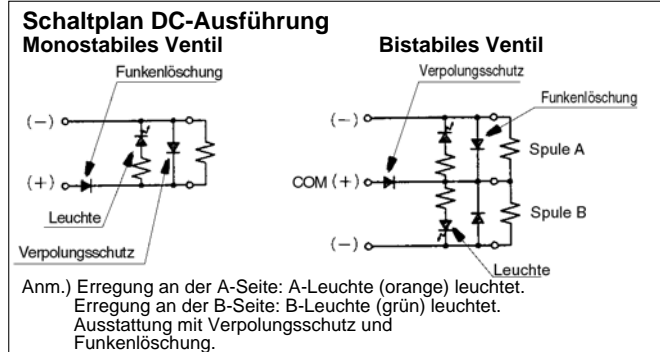 Schaltplan DC-Ausführung
Monostabiles Ventil
Funkenlöschung
(−)
(+)
Leuchte
Verpolungsschutz
Bistabiles Ventil
Verpolungsschutz
Funkenlöschung
(−)
Spule A
COM (+)
Spule B
(−)
Leuchte
Anm.) Erregung an der A-Seite: A-Leuchte (orange) leuchtet.
Erregung an der B-Seite: B-Leuchte (grün) leuchtet.
Ausstattung mit Verpolungsschutz und
Funkenlöschung.